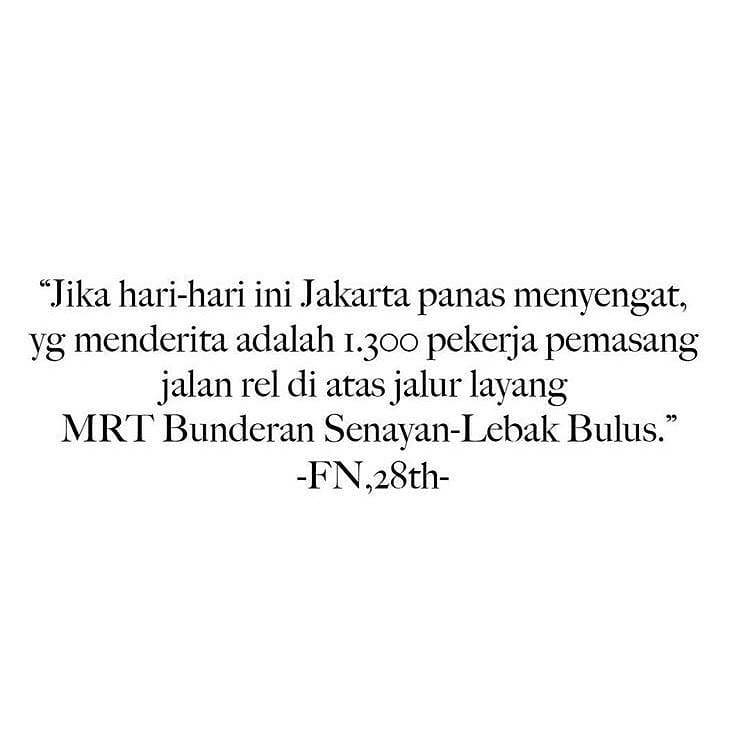 “Jika hari-hari ini Jakarta panas menyengat,
yg menderita adalah 1.300 pekerja pemasang
jalan rel di atas jalur layang
MRT Bunderan Senayan-Lebak Bulus.”
-FN,28th-